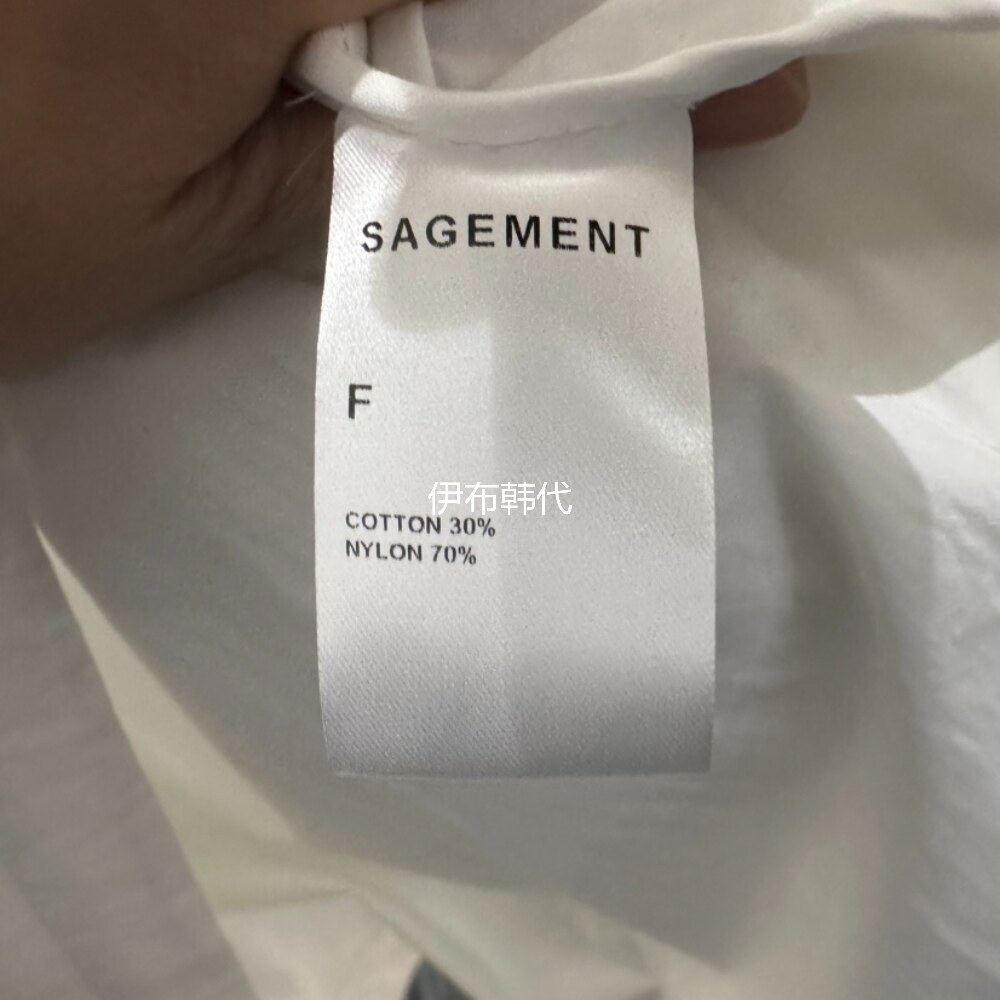 SAGEMENT
F
伊布韩代
COTTON 30%
NYLON 70%